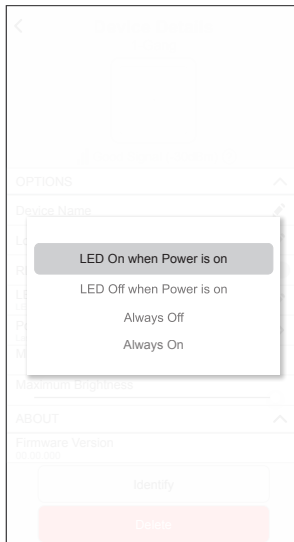 OPTIONS
Device Name
LED On when Power is on
LED Off when Power is on
Always Off
Always On
Maximum Brightness
ABOUT
Firmware Version
Identify
Delete